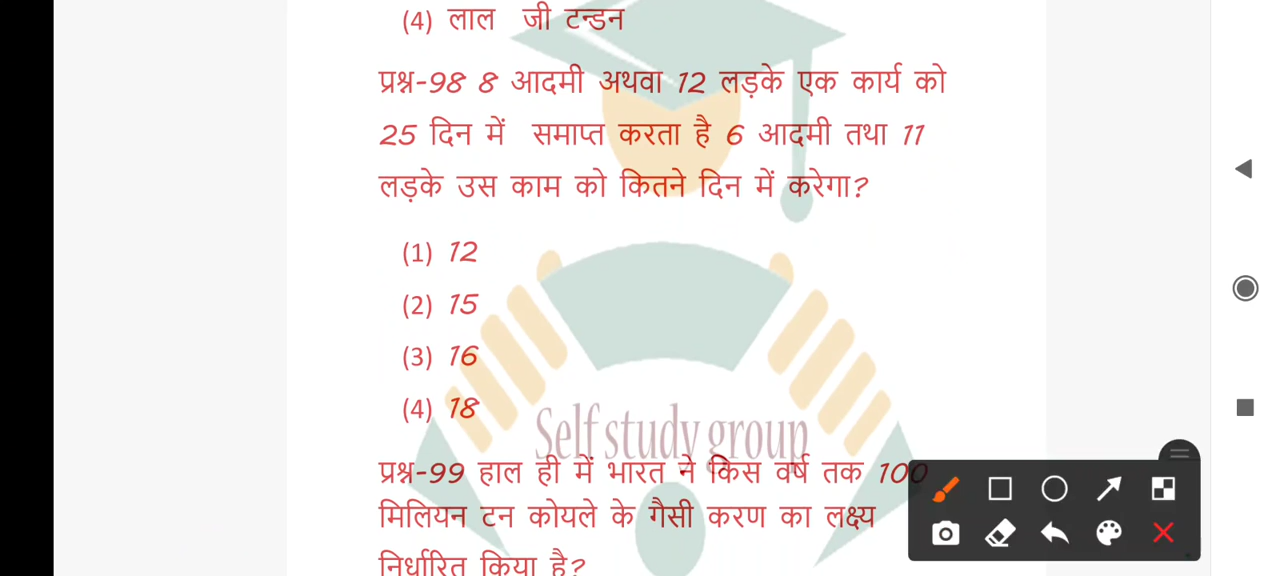 (4) लाल जी टन्डन
प्रश्न-98 8 आदमी अथवा 12 लड़के एक कार्य को
25 दिन में समाप्त करता है 6 आदमी तथा 11
लड़के उस काम को कितने दिन में करेगा?
(1) 12
(2) 15
(3) 16
(4) 18
Self study group
प्रश्न-99 हाल ही में भारत ने किस वर्ष तक 100
मिलियन टन कोयले के गैसी करण का लक्ष्य
निर्धारित किया है?